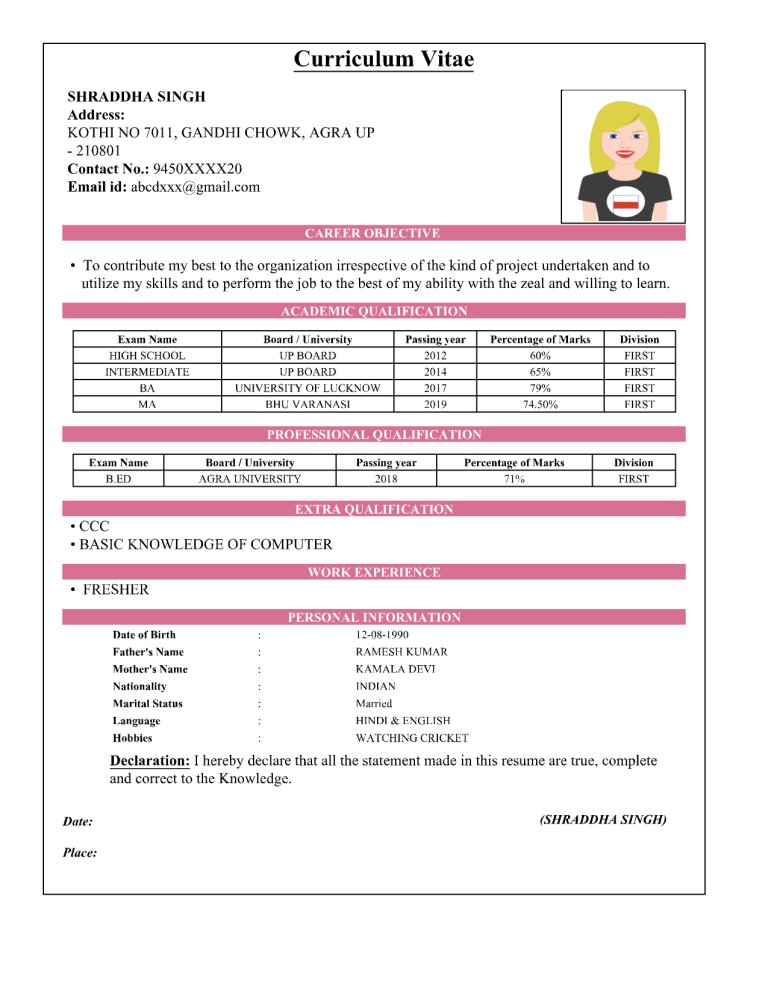 Curriculum Vitae
SHRADDHA SINGH
Address:
KOTHI NO 7011, GANDHI CHOWK, AGRA UP
- 210801
Contact No.: 9450XXXX20
Email id: abcdxxx@gmail.com
CAREER OBJECTIVE
• To contribute my best to the organization irrespective of the kind of project undertaken and to
utilize my skills and to perform the job to the best of my ability with the zeal and willing to learn.
ACADEMIC QUALIFICATION
Exam Name Board / University Passing year Percentage of Marks Division
HIGH SCHOOL UP BOARD 2012 60% FIRST
INTERMEDIATE UP BOARD 2014 65% FIRST
BA UNIVERSITY OF LUCKNOW 2017 79% FIRST
MA BHU VARANASI 2019 74.50% FIRST
PROFESSIONAL QUALIFICATION
Exam Name Board / University Passing year Percentage of Marks Division
B.ED AGRA UNIVERSITY 2018 71% FIRST
EXTRA QUALIFICATION
• CCC
• BASIC KNOWLEDGE OF COMPUTER
WORK EXPERIENCE
• FRESHER
PERSONAL INFORMATION
Date of Birth : 12-08-1990
Father's Name : RAMESH KUMAR
Mother's Name : KAMALA DEVI
Nationality : INDIAN
Marital Status : Married
Language : HINDI & ENGLISH
Hobbies : WATCHING CRICKET
Declaration: I hereby declare that all the statement made in this resume are true, complete
and correct to the Knowledge.
Date: (SHRADDHA SINGH)
Place: